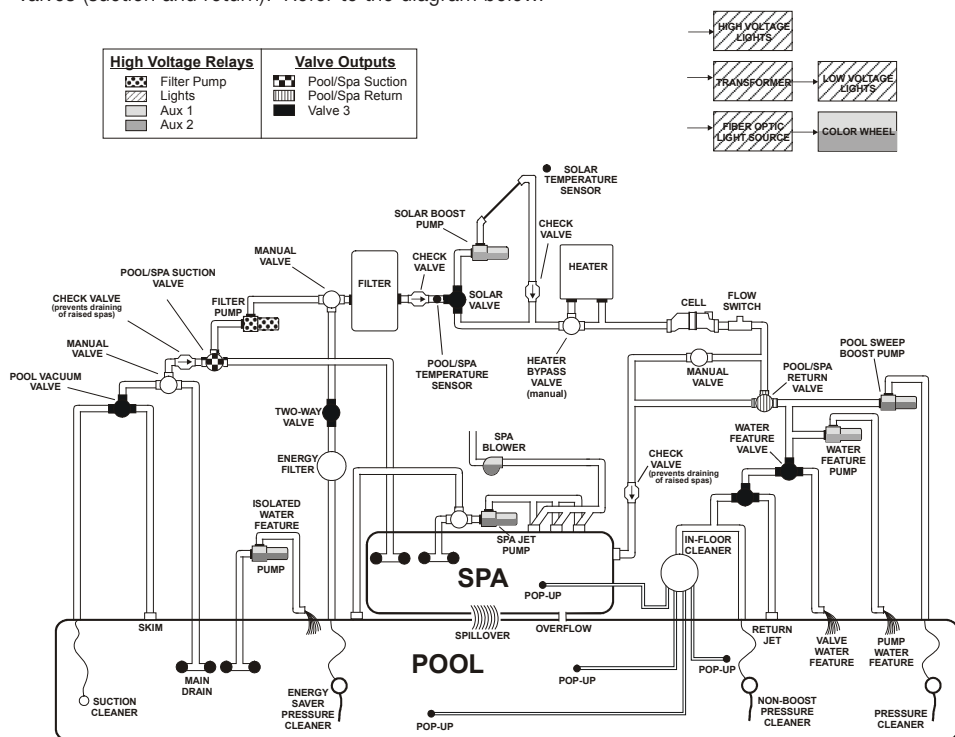 valves (suction and return). Refer to the diagram below.
HIGH VOLTAGE
LIGHTS
TRANSFORMER
LOW VOLTAGE
LIGHTS
FIBER OPTIC
LIGHT SOURCE
COLOR WHEEL
High Voltage Relays
Filter Pump
Lights
Aux 1
Aux 2
Valve Outputs
Pool/Spa Suction
Pool/Spa Return
Valve 3
SOLAR
TEMPERATURE
SENSOR
SOLAR BOOST
PUMP
CHECK
VALVE
MANUAL
VALVE
FILTER
CHECK
VALVE
HEATER
POOL/SPA SUCTION
VALVE
SOLAR
VALVE
CELL
FLOW
SWITCH
CHECK VALVE
(prevents draining
of raised spas)
FILTER
PUMP
MANUAL
VALVE
POOL VACUUM
VALVE
POOL/SPA
TEMPERATURE
SENSOR
HEATER
BYPASS
VALVE
(manual)
MANUAL
VALVE
POOL/SPA
RETURN
VALVE
POOL SWEEP
BOOST PUMP
TWO-WAY
VALVE
SPA
BLOWER
WATER
FEATURE
VALVE
WATER
FEATURE
PUMP
ENERGY
FILTER
CHECK
VALVE
(prevents draining
of raised spas)
ISOLATED
WATER
FEATURE
PUMP
SPA JET
PUMP
IN-FLOOR
CLEANER
SPA
POP-UP
SKIM
SPILLOVER
OVERFLOW
RETURN
JET
VALVE
WATER
FEATURE
PUMP
WATER
FEATURE
POOL
MAIN
DRAIN
POP-UP
POP-UP
SUCTION
CLEANER
ENERGY
SAVER
PRESSURE
CLEANER
POP-UP
NON-BOOST
PRESSURE
CLEANER
PRESSURE
CLEANER